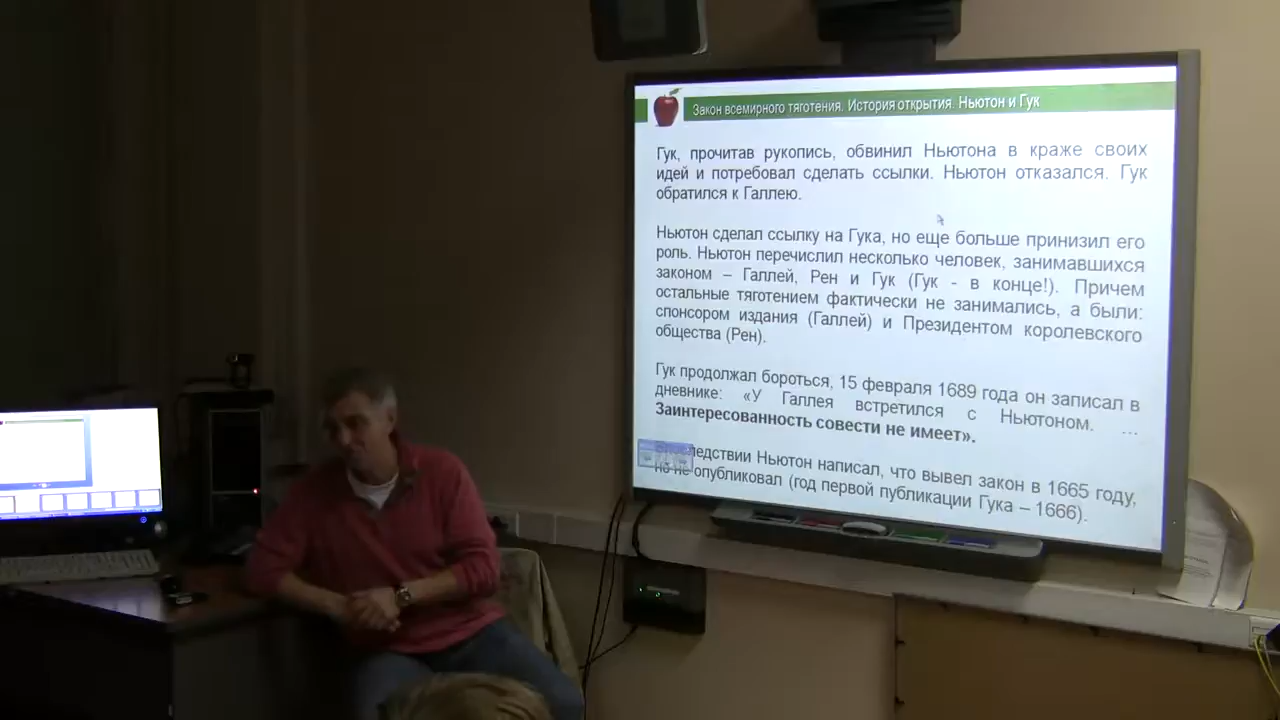 Закон всемирного тяготения. История открытия. Ньютон и Гук
Гук, прочитав рукопись, обвинил Ньютона в краже своих
идей и потребовал сделать ссылки. Ньютон отказался. Гук
обратился к Галлею.
Ньютон сделал ссылку на Гука, но еще больше принизил его
роль. Ньютон перечислил несколько человек, занимавшихся
законом – Галлей, Рен и Гук (Гук - в конце!). Причем
остальные тяготением фактически не занимались, а были:
спонсором издания (Галлей) и Президентом королевского
общества (Рен).
Гук продолжал бороться, 15 февраля 1689 года он записал в
дневнике: «У Галлея встретился с Ньютоном. …
Заинтересованность совести не имеет».
Ньютон написал, что вывел закон в 1665 году,
но не опубликовал (год первой публикации Гука – 1666).